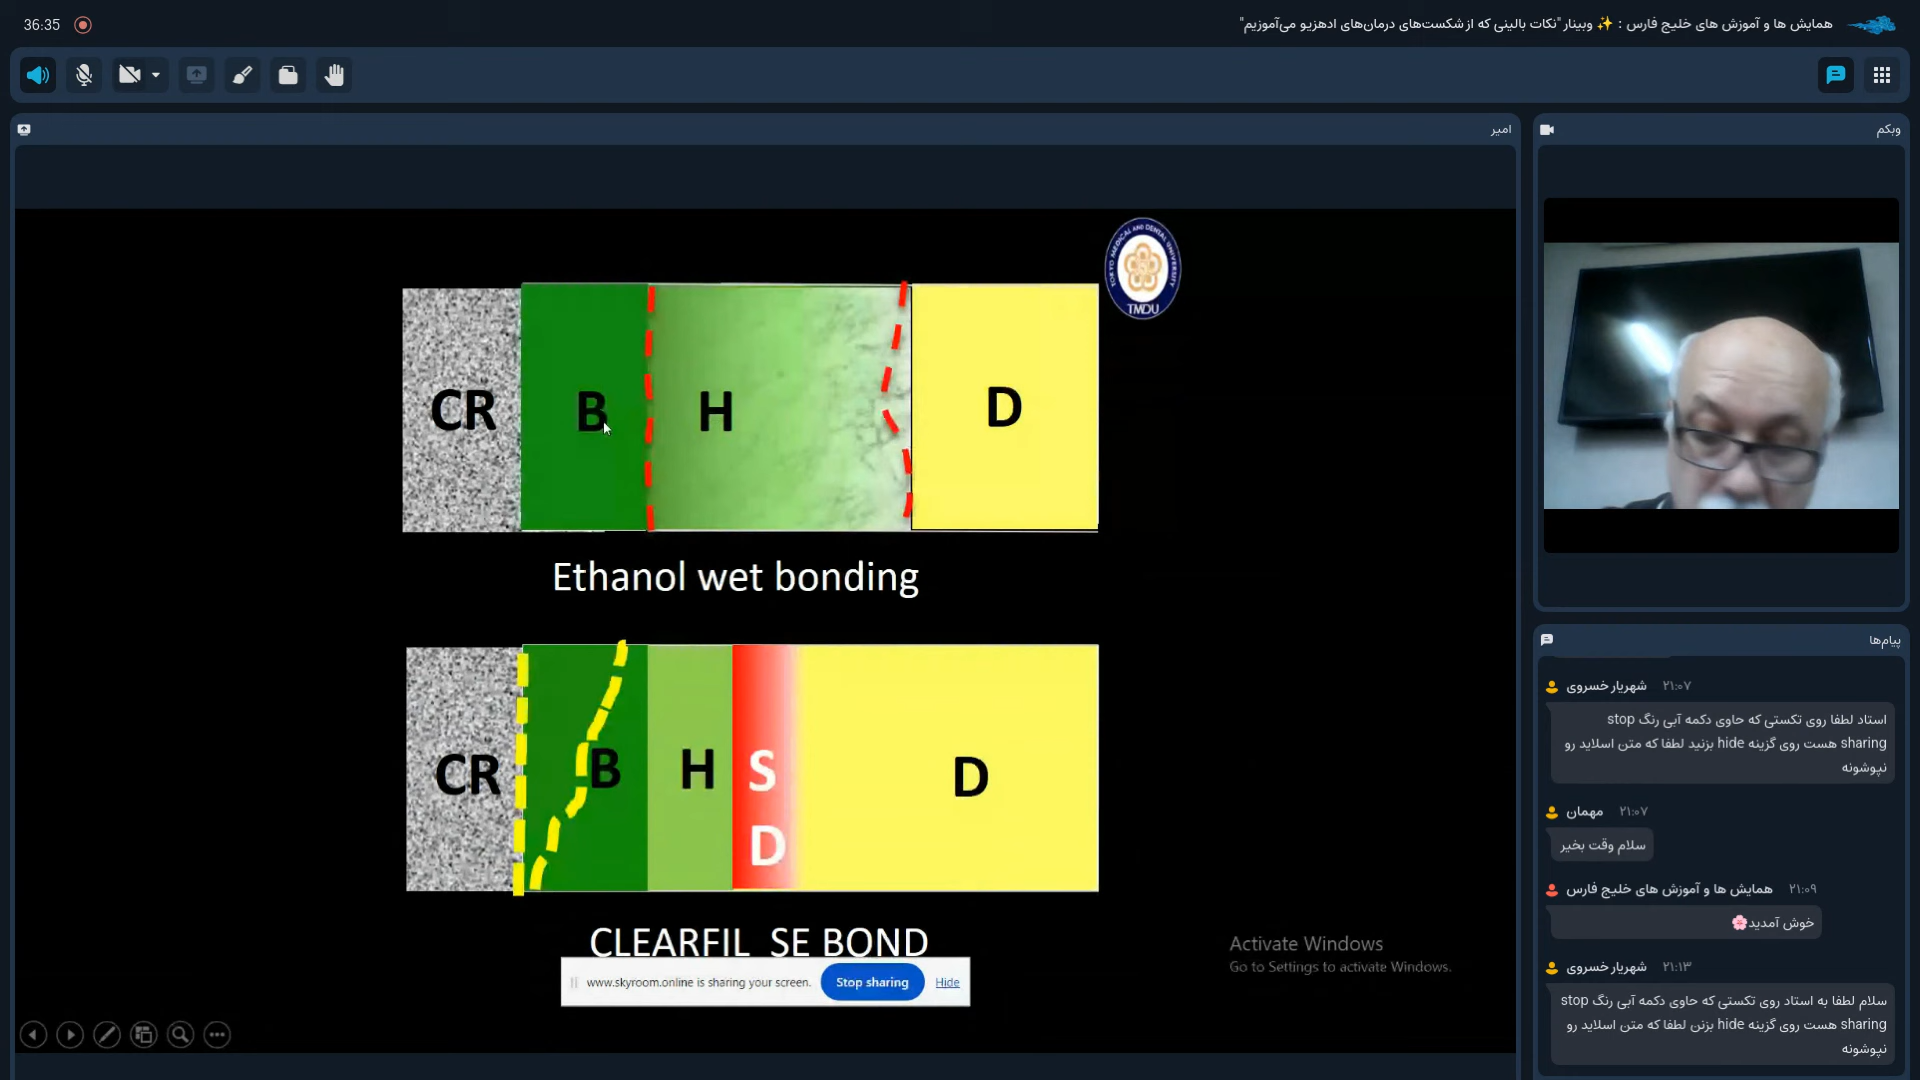 36:35
همایش ها و آموزش های خلیج فارس : ✨ وبینار "نکات بالینی که از شکست‌های درمان‌های ادهزیو می‌آموزیم"
امیر
وبکم
TOKYO MEDICAL AND DENTAL UNIVERSITY
TMDU
CR B H D
Ethanol wet bonding
CR B H S D D
CLEARFIL SE BOND
www.skyroom.online is sharing your screen. Stop sharing Hide
Activate Windows
Go to Settings to activate Windows.
پیام‌ها
شهریار خسروی ۲۱:۰۷
استاد لطفا روی تکستی که حاوی دکمه آبی رنگ stop
sharing هست روی گزینه hide بزنید لطفا که متن اسلاید رو
نپوشونه
مهمان ۲۱:۰۷
سلام وقت بخیر
همایش ها و آموزش های خلیج فارس ۲۱:۰۹
خوش آمدید🌸
شهریار خسروی ۲۱:۱۳
سلام لطفا به استاد روی تکستی که حاوی دکمه آبی رنگ stop
sharing هست روی گزینه hide بزنن لطفا که متن اسلاید رو
نپوشونه